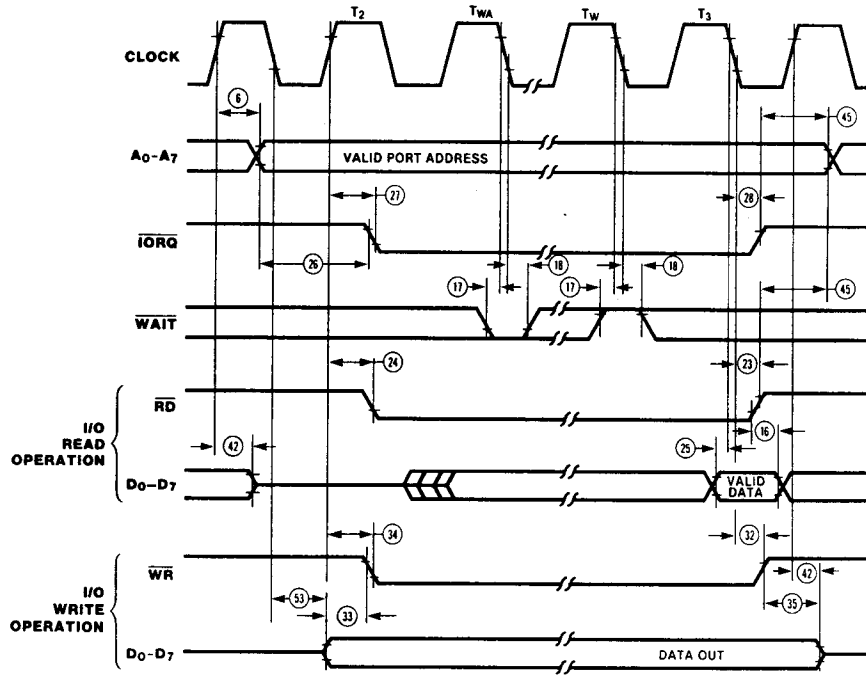 T2 TWA TW T3
CLOCK
6 45
A0-A7 VALID PORT ADDRESS
27 28
IORQ
26 18 18
17 17 45
WAIT
24 23
RD
I/O
READ
OPERATION
42 25 16
D0-D7 VALID
DATA
34 32
WR 42
I/O
WRITE
OPERATION
53 33 35
D0-D7 DATA OUT